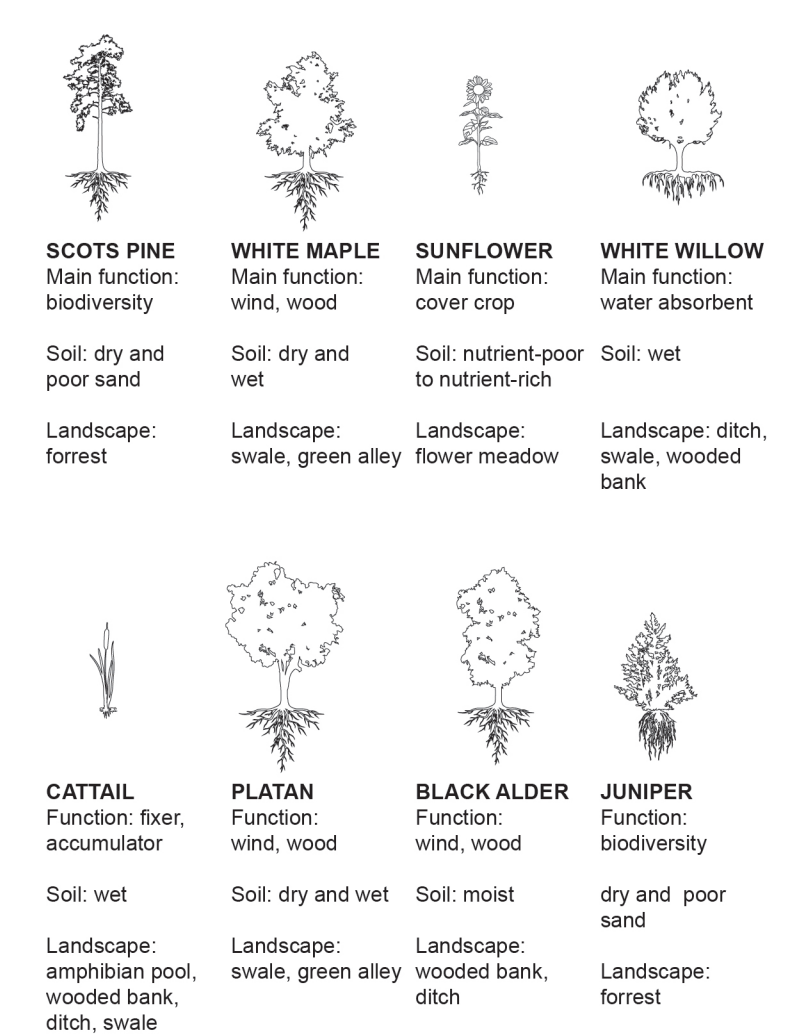 SCOTS PINE
Main function:
biodiversity
Soil: dry and
poor sand
Landscape:
forrest
WHITE MAPLE
Main function:
wind, wood
Soil: dry and
wet
Landscape:
swale, green alley
SUNFLOWER
Main function:
cover crop
Soil: nutrient-poor
to nutrient-rich
Landscape:
flower meadow
WHITE WILLOW
Main function:
water absorbent
Soil: wet
Landscape: ditch,
swale, wooded
bank
CATTAIL
Function: fixer,
accumulator
Soil: wet
Landscape:
amphibian pool,
wooded bank,
ditch, swale
PLATAN
Function:
wind, wood
Soil: dry and wet
Landscape:
swale, green alley
BLACK ALDER
Function:
wind, wood
Soil: moist
Landscape:
wooded bank,
ditch
JUNIPER
Function:
biodiversity
dry and  poor
sand
Landscape:
forrest